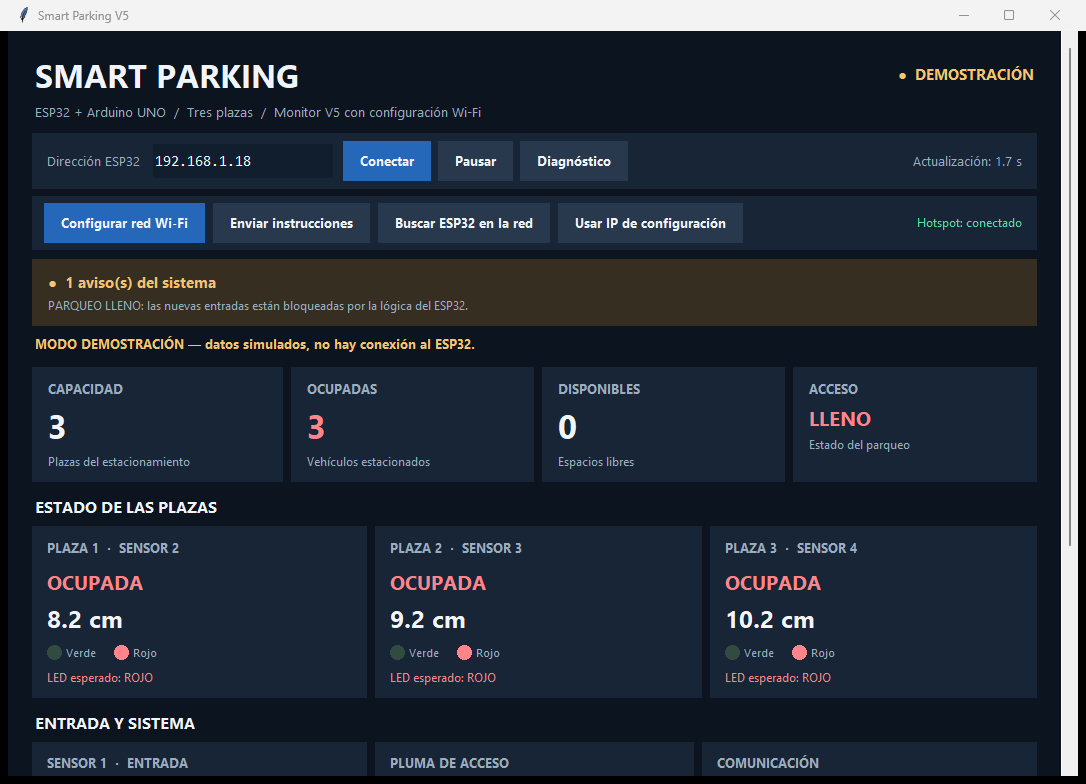 Smart Parking V5
SMART PARKING
● DEMOSTRACIÓN
ESP32 + Arduino UNO / Tres plazas / Monitor V5 con configuración Wi-Fi
Dirección ESP32 192.168.1.18 Conectar Pausar Diagnóstico Actualización: 1.7 s
Configurar red Wi-Fi Enviar instrucciones Buscar ESP32 en la red Usar IP de configuración Hotspot: conectado
● 1 aviso(s) del sistema
PARQUEO LLENO: las nuevas entradas están bloqueadas por la lógica del ESP32.
MODO DEMOSTRACIÓN — datos simulados, no hay conexión al ESP32.
CAPACIDAD OCUPADAS DISPONIBLES ACCESO
3 3 0 LLENO
Plazas del estacionamiento Vehículos estacionados Espacios libres Estado del parqueo
ESTADO DE LAS PLAZAS
PLAZA 1 · SENSOR 2 PLAZA 2 · SENSOR 3 PLAZA 3 · SENSOR 4
OCUPADA OCUPADA OCUPADA
8.2 cm 9.2 cm 10.2 cm
Verde Rojo Verde Rojo Verde Rojo
LED esperado: ROJO LED esperado: ROJO LED esperado: ROJO
ENTRADA Y SISTEMA
SENSOR 1 · ENTRADA PLUMA DE ACCESO COMUNICACIÓN